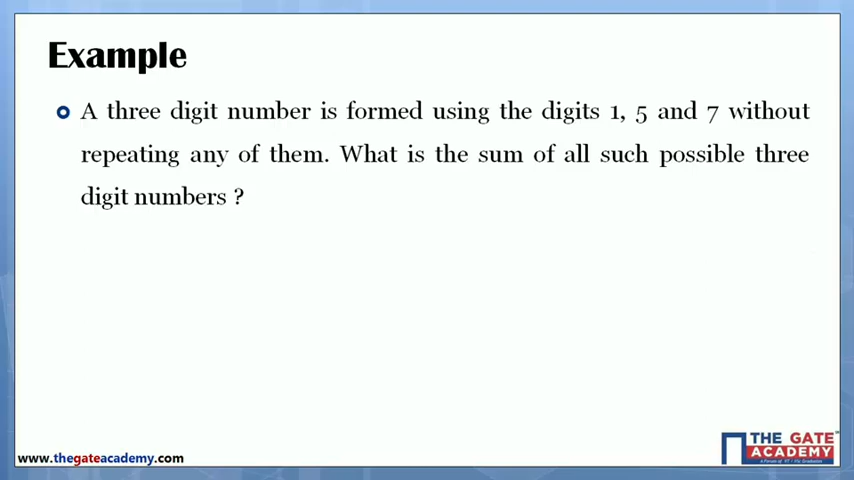 Example
A three digit number is formed using the digits 1, 5 and 7 without
repeating any of them. What is the sum of all such possible three
digit numbers ?
THE GATE
ACADEMY
www.thegateacademy.com